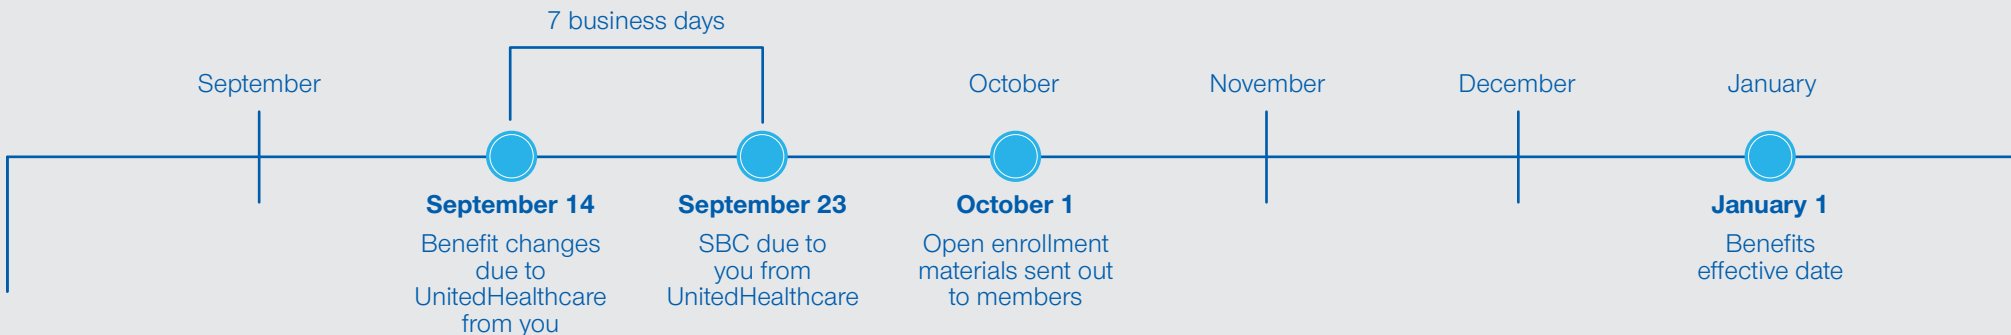 7 business days
September
October
November
December
January
September 14
Benefit changes
due to
UnitedHealthcare
from you
September 23
SBC due to
you from
UnitedHealthcare
October 1
Open enrollment
materials sent out
to members
January 1
Benefits
effective date